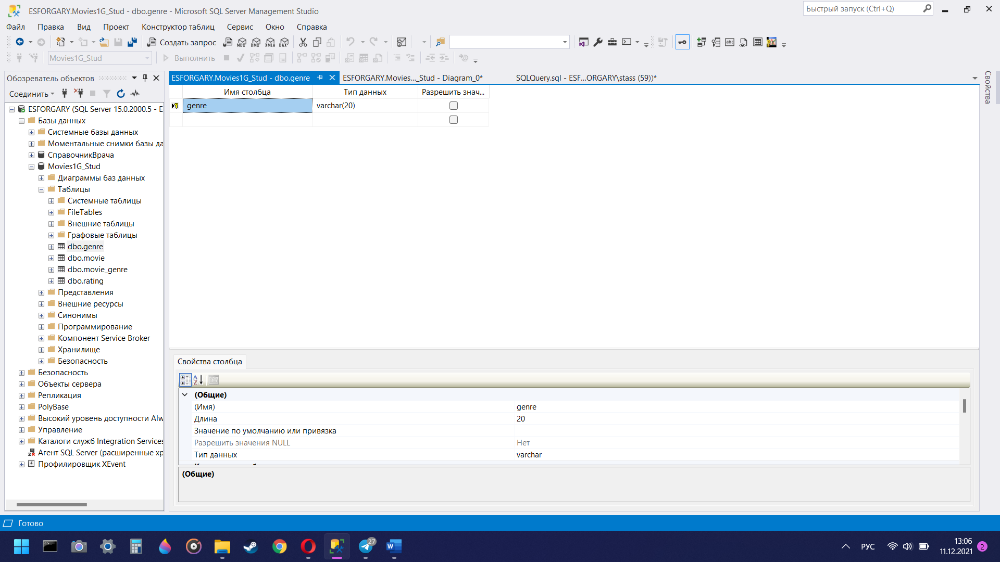 ESFORGARY.Movies1G_Stud - dbo.genre - Microsoft SQL Server Management Studio
Быстрый запуск (Ctrl+Q)
Файл Правка Вид Проект Конструктор таблиц Сервис Окно Справка
Создать запрос MDX DMX XMLA DAX
Movies1G_Stud Выполнить
Обозреватель объектов
Соединить
ESFORGARY (SQL Server 15.0.2000.5 - E
Базы данных
Системные базы данных
Моментальные снимки базы да
СправочникВрача
Movies1G_Stud
Диаграммы баз данных
Таблицы
Системные таблицы
FileTables
Внешние таблицы
Графовые таблицы
dbo.genre
dbo.movie
dbo.movie_genre
dbo.rating
Представления
Внешние ресурсы
Синонимы
Программирование
Компонент Service Broker
Хранилище
Безопасность
Безопасность
Объекты сервера
Репликация
PolyBase
Высокий уровень доступности Alw
Управление
Каталоги служб Integration Services
Агент SQL Server (расширенные хр
Профилировщик XEvent
ESFORGARY.Movies1G_Stud - dbo.genre ESFORGARY.Movies..._Stud - Diagram_0* SQLQuery.sql - ESF...ORGARY\stass (59))*
Имя столбца Тип данных Разрешить знач...
genre varchar(20)
Свойства столбца
(Общие)
(Имя) genre
Длина 20
Значение по умолчанию или привязка
Разрешить значения NULL Нет
Тип данных varchar
(Общие)
Свойства
Готово
27
РУС
13:06
11.12.2021
2